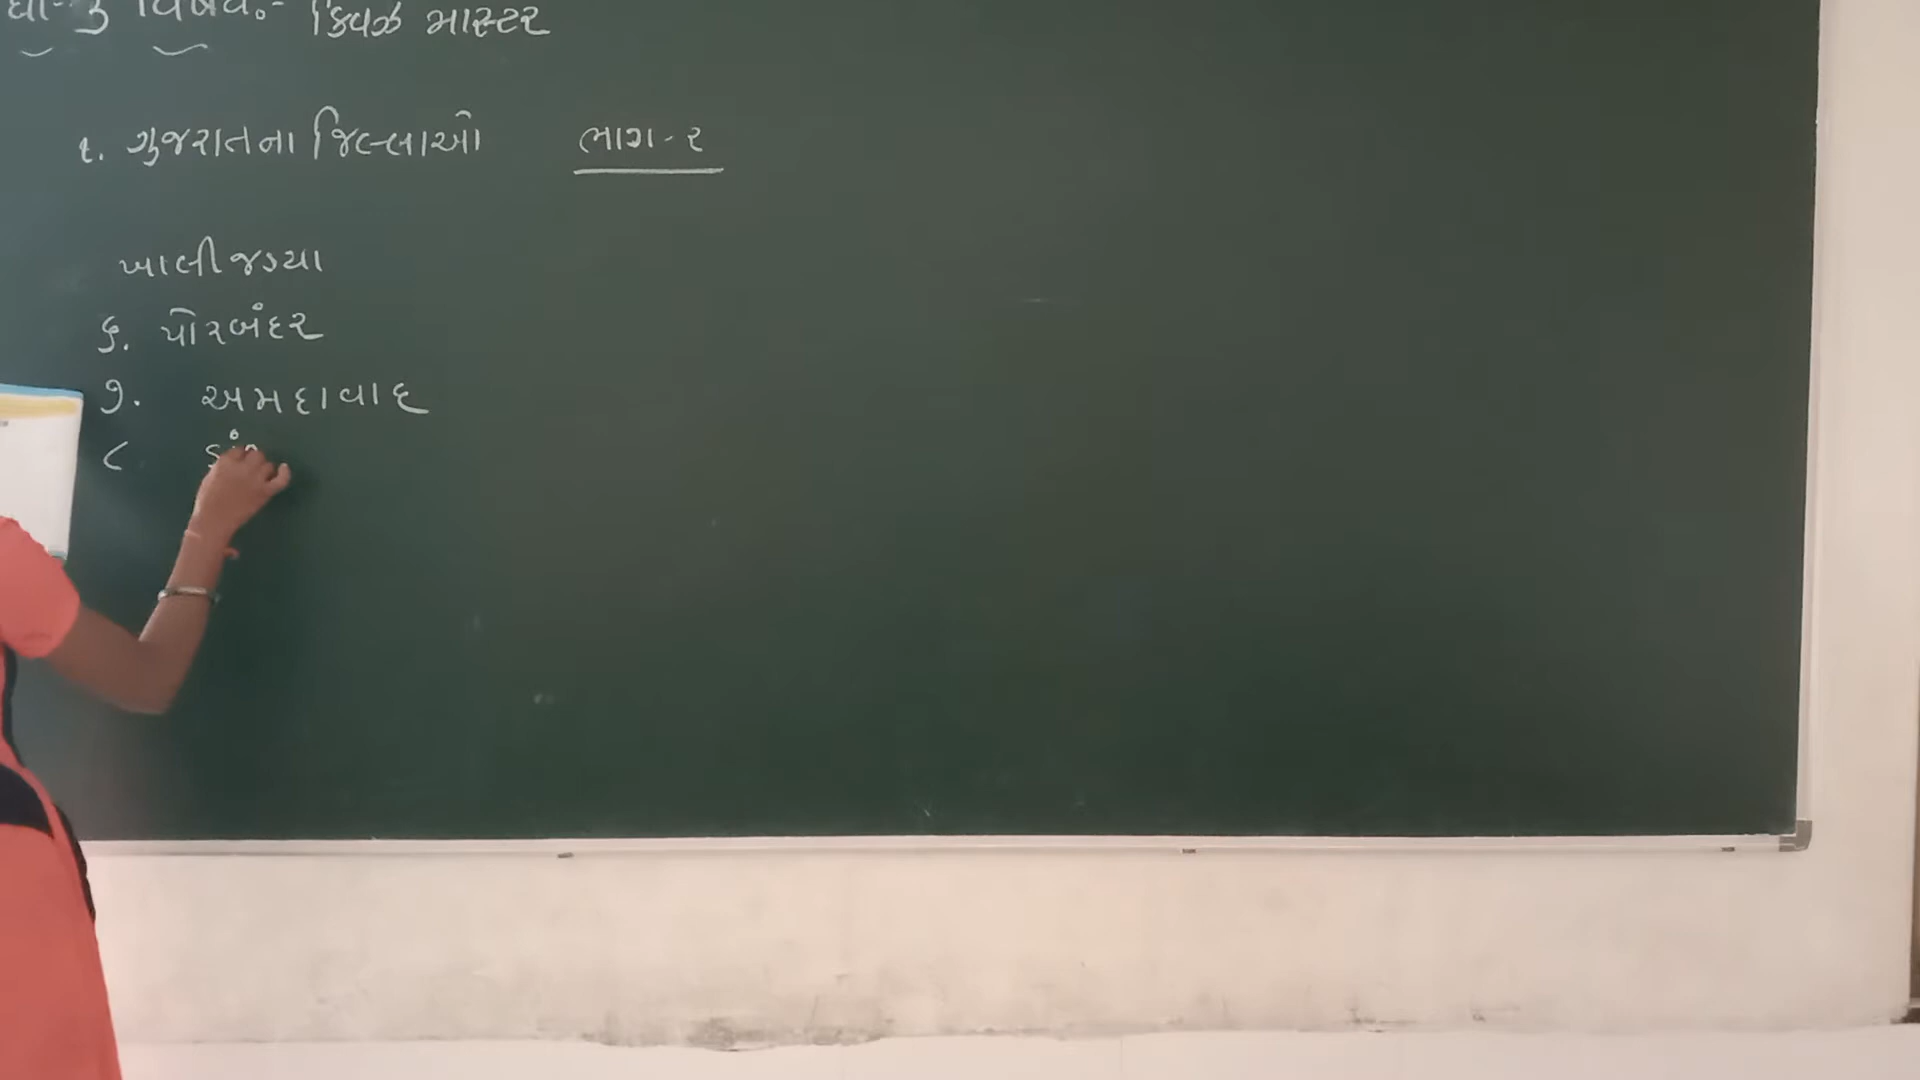 ધો-૩ વિષય:- ક્વિઝ માસ્ટર
૧. ગુજરાતના જિલ્લાઓ ભાગ-૨
ખાલીજગ્યા
૬. પોરબંદર
૭. અમદાવાદ
૮